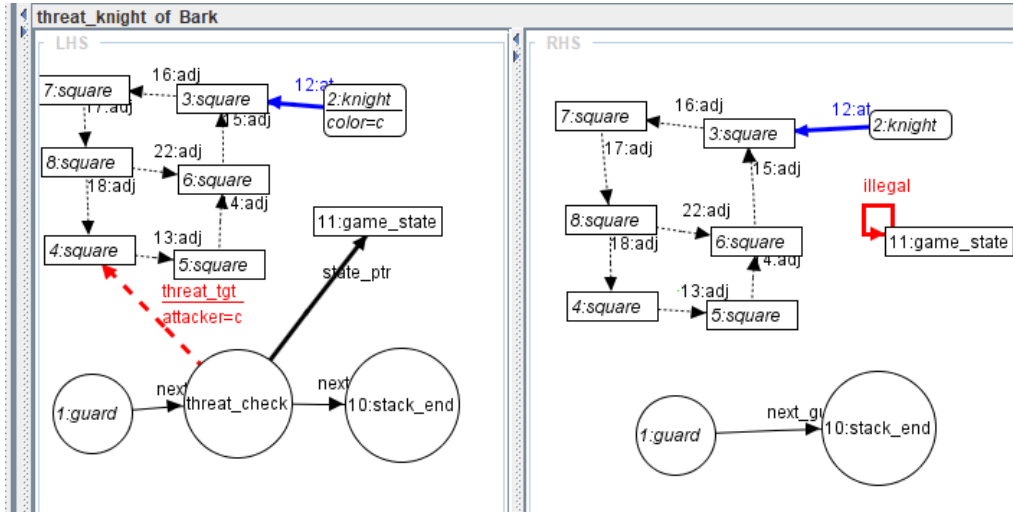 threat_knight of Bark
LHS
16:adj
7:square
3:square
12:at
2:knight
color=c
17:adj
15:adj
8:square
22:adj
6:square
18:adj
4:adj
11:game_state
13:adj
4:square
5:square
state_ptr
threat_tgt
attacker=c
next
next
1:guard
threat_check
10:stack_end
RHS
16:adj
12:at
7:square
3:square
2:knight
17:adj
15:adj
illegal
22:adj
8:square
18:adj
6:square
11:game_state
4:adj
13:adj
4:square
5:square
next_gu
1:guard
10:stack_end